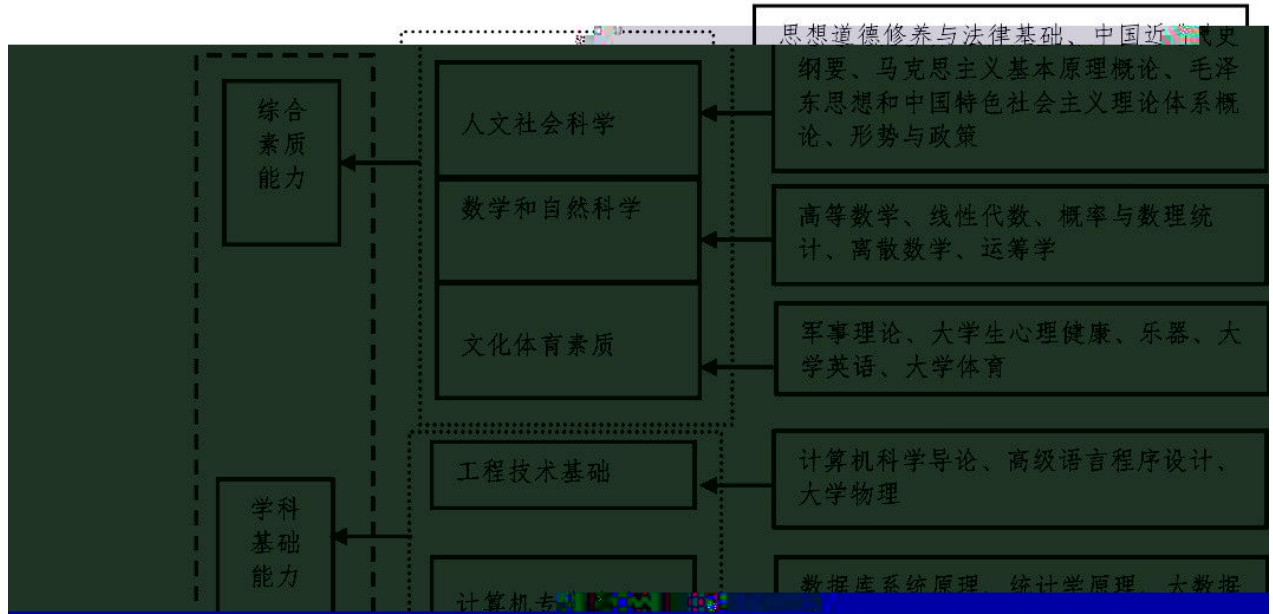 思想道德修养与法律基础、中国近
纲要、马克思主义基本原理概论、毛泽
东思想和中国特色社会主义理论体系概
论、形势与政策
综合
素质
能力
人文社会科学
数学和自然科学
高等数学、线性代数、概率与数理统
计、离散数学、运筹学
文化体育素质
军事理论、大学生心理健康、乐器、大
学英语、大学体育
工程技术基础
计算机科学导论、高级语言程序设计、
大学物理
学科
基础
能力
计算机专
数据库系统原理、统计学原理、大数据